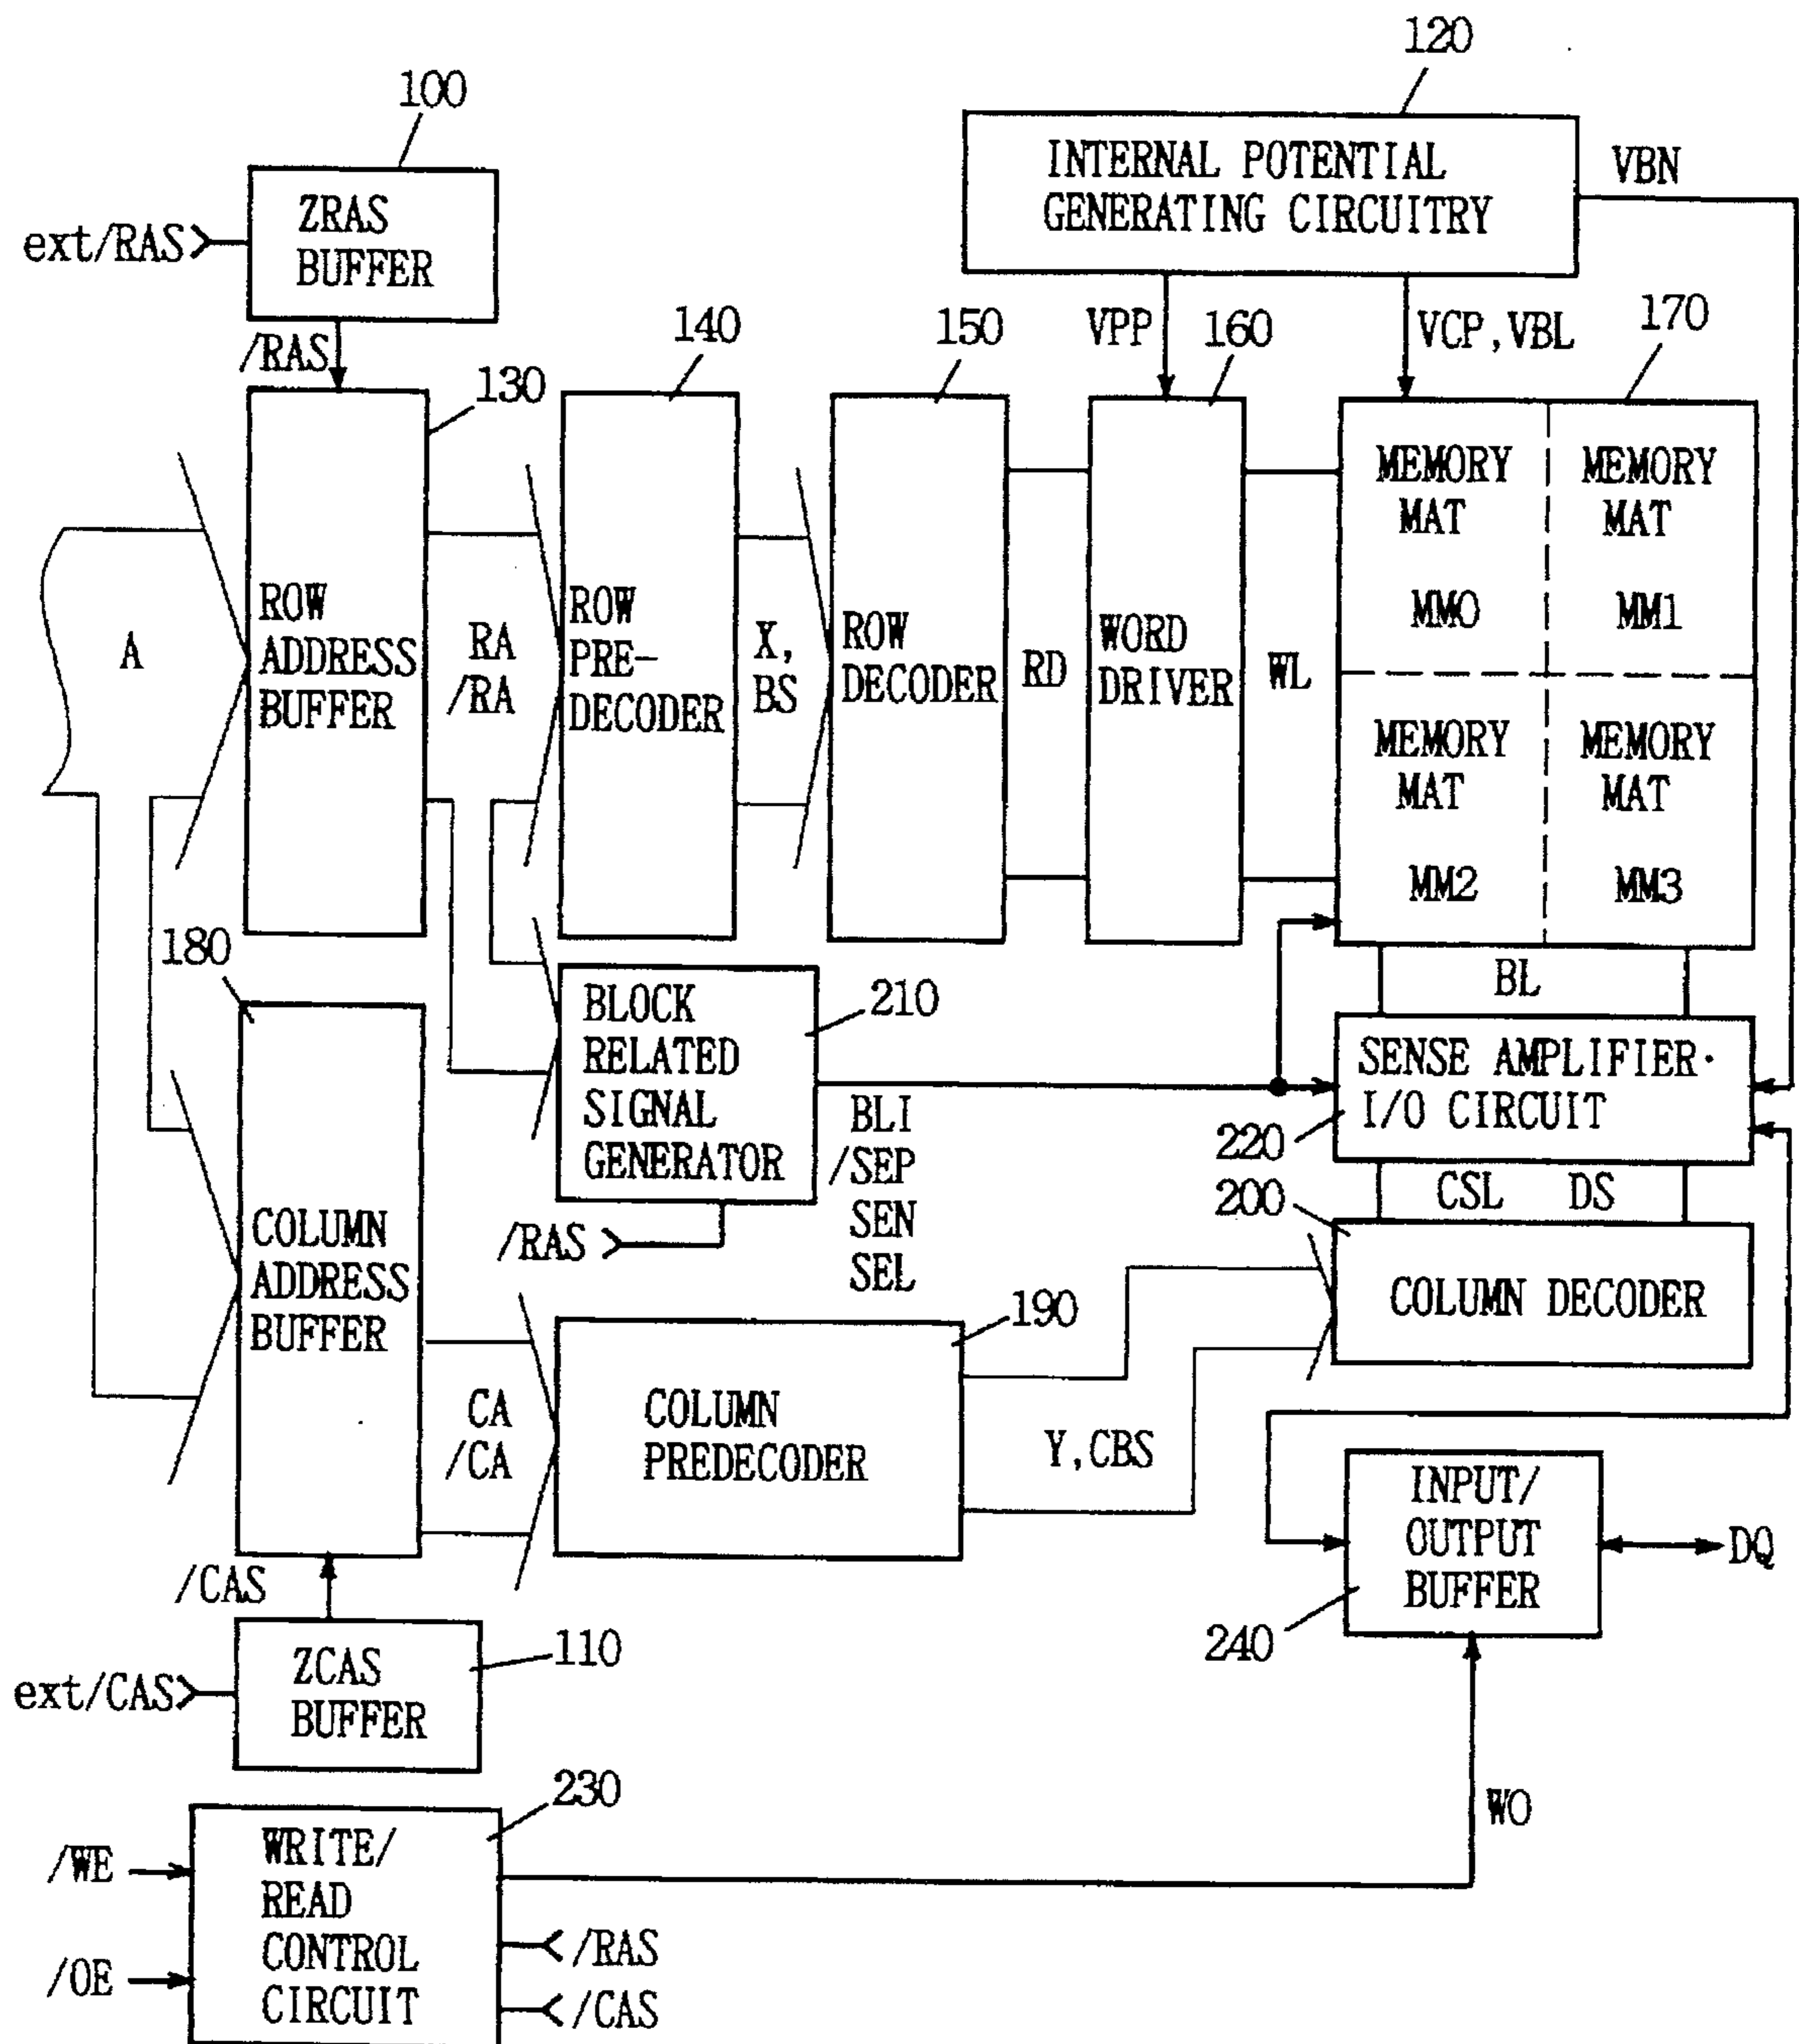 120
100
INTERNAL POTENTIAL
GENERATING CIRCUITRY
VBN
ZRAS
BUFFER
ext/RAS
/RAS
130
140
150
VPP
160
VCP,VBL
170
A
ROW
ADDRESS
BUFFER
RA
/RA
ROW
PRE-
DECODER
X,
BS
ROW
DECODER
RD
WORD
DRIVER
WL
MEMORY
MAT
MM0
MEMORY
MAT
MM1
MEMORY
MAT
MM2
MEMORY
MAT
MM3
180
BLOCK
RELATED
SIGNAL
GENERATOR
210
BL
SENSE AMPLIFIER·
I/O CIRCUIT
220
BLI
/SEP
SEN
SEL
/RAS
CSL DS
200
COLUMN DECODER
COLUMN
ADDRESS
BUFFER
190
CA
/CA
COLUMN
PREDECODER
Y,CBS
INPUT/
OUTPUT
BUFFER
DQ
240
/CAS
ZCAS
BUFFER
110
ext/CAS
230
WO
/WE
/OE
WRITE/
READ
CONTROL
CIRCUIT
/RAS
/CAS